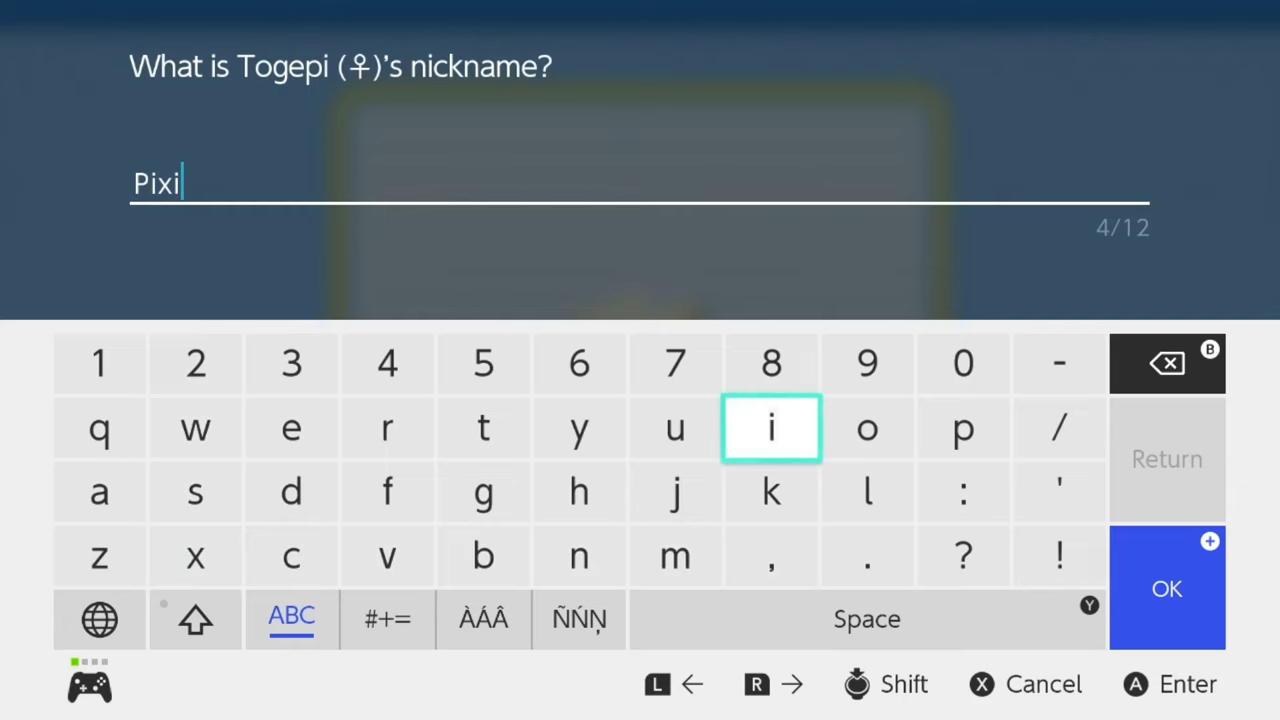 What is Togepi (♀)'s nickname?
Pixi
4/12
1 2 3 4 5 6 7 8 9 0 - B
q w e r t y u i o p /
Return
a s d f g h j k l : '
z x c v b n m , . ? ! +
OK
ABC #+= ÀÁÂ ÑŃŅ Space Y
L ← R → Shift X Cancel A Enter